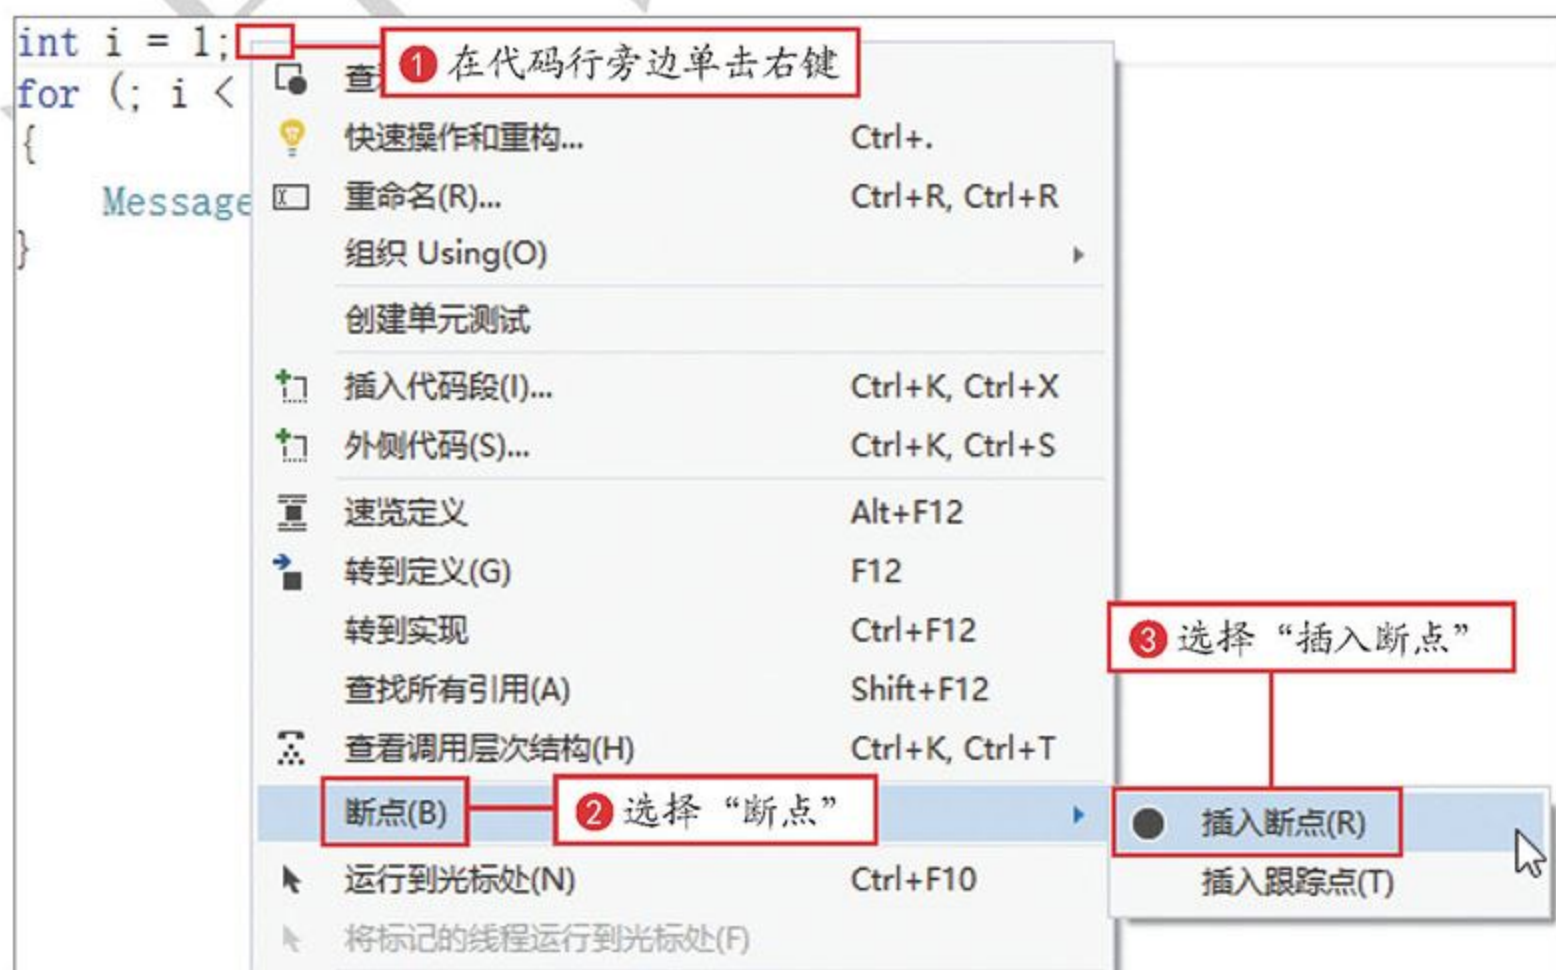 int i = 1;
❶ 在代码行旁边单击右键
for (; i <
查
{
快速操作和重构... Ctrl+.
Message
重命名(R)... Ctrl+R, Ctrl+R
}
组织 Using(O)
创建单元测试
插入代码段(I)... Ctrl+K, Ctrl+X
外侧代码(S)... Ctrl+K, Ctrl+S
速览定义 Alt+F12
转到定义(G) F12
转到实现 Ctrl+F12
❸ 选择“插入断点”
查找所有引用(A) Shift+F12
查看调用层次结构(H) Ctrl+K, Ctrl+T
断点(B)
❷ 选择“断点”
插入断点(R)
运行到光标处(N) Ctrl+F10
插入跟踪点(T)
将标记的线程运行到光标处(F)